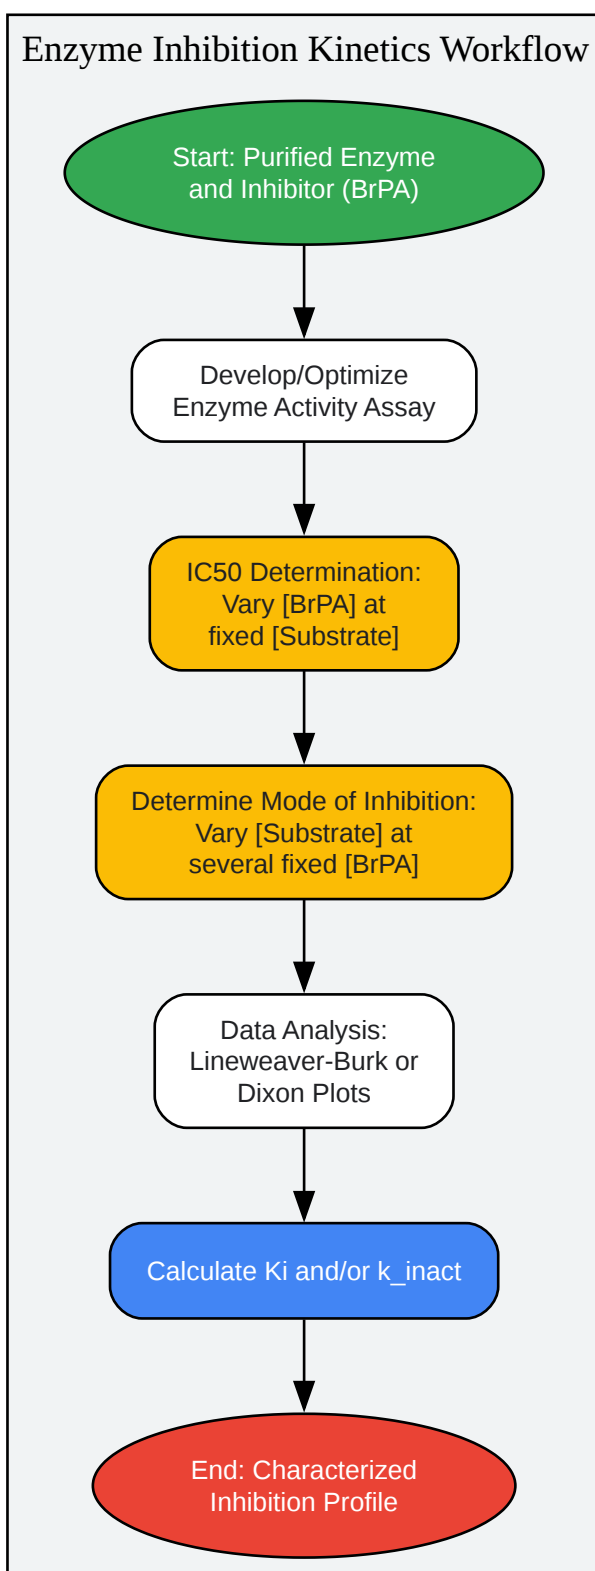 Enzyme Inhibition Kinetics Workflow
Start: Purified Enzyme
and Inhibitor (BrPA)
Develop/Optimize
Enzyme Activity Assay
IC50 Determination:
Vary [BrPA] at
fixed [Substrate]
Determine Mode of Inhibition:
Vary [Substrate] at
several fixed [BrPA]
Data Analysis:
Lineweaver-Burk or
Dixon Plots
Calculate Ki and/or k_inact
End: Characterized
Inhibition Profile